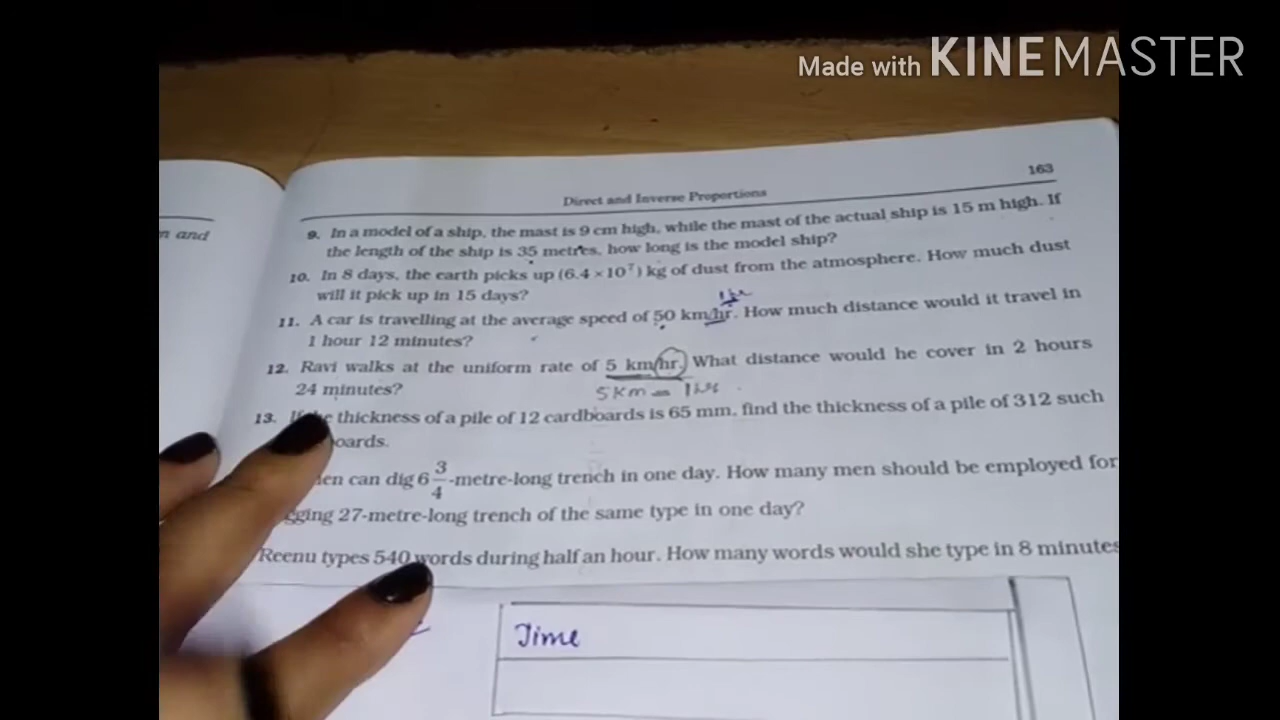 Made with KINEMASTER
163
Direct and Inverse Proportions
n and
9. In a model of a ship, the mast is 9 cm high, while the mast of the actual ship is 15 m high. If
the length of the ship is 35 metres, how long is the model ship?
10. In 8 days, the earth picks up (6.4 × 10⁷) kg of dust from the atmosphere. How much dust
will it pick up in 15 days?
11. A car is travelling at the average speed of 50 km/hr. How much distance would it travel in
1 hour 12 minutes?
12. Ravi walks at the uniform rate of 5 km/hr. What distance would he cover in 2 hours
24 minutes?
5 km = 1 hr
13. If the thickness of a pile of 12 cardboards is 65 mm, find the thickness of a pile of 312 such
oards.
en can dig 6 3/4 -metre-long trench in one day. How many men should be employed for
gging 27-metre-long trench of the same type in one day?
Reenu types 540 words during half an hour. How many words would she type in 8 minutes
Time